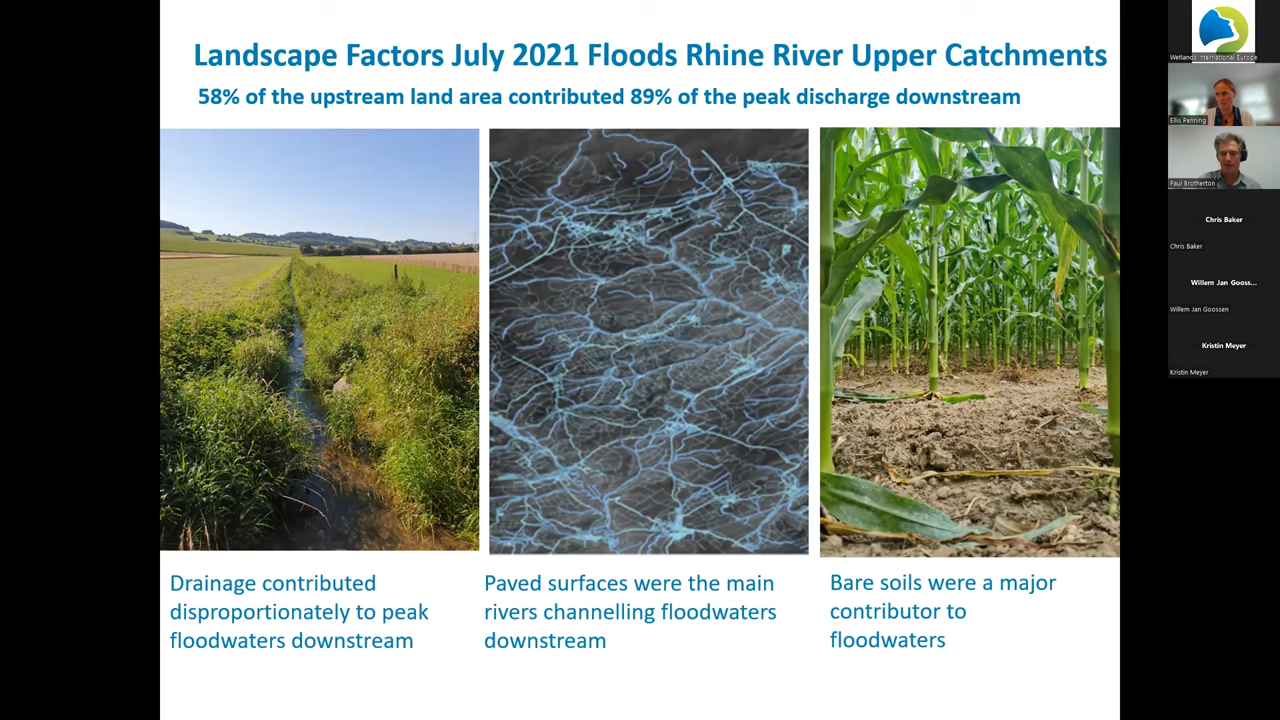 Landscape Factors July 2021 Floods Rhine River Upper Catchments
58% of the upstream land area contributed 89% of the peak discharge downstream
Drainage contributed
disproportionately to peak
floodwaters downstream
Paved surfaces were the main
rivers channelling floodwaters
downstream
Bare soils were a major
contributor to
floodwaters
Wetlands International Europe
Ellis Penning
Paul Brotherton
Chris Baker
Chris Baker
Willem Jan Gooss...
Willem Jan Goossen
Kristin Meyer
Kristin Meyer